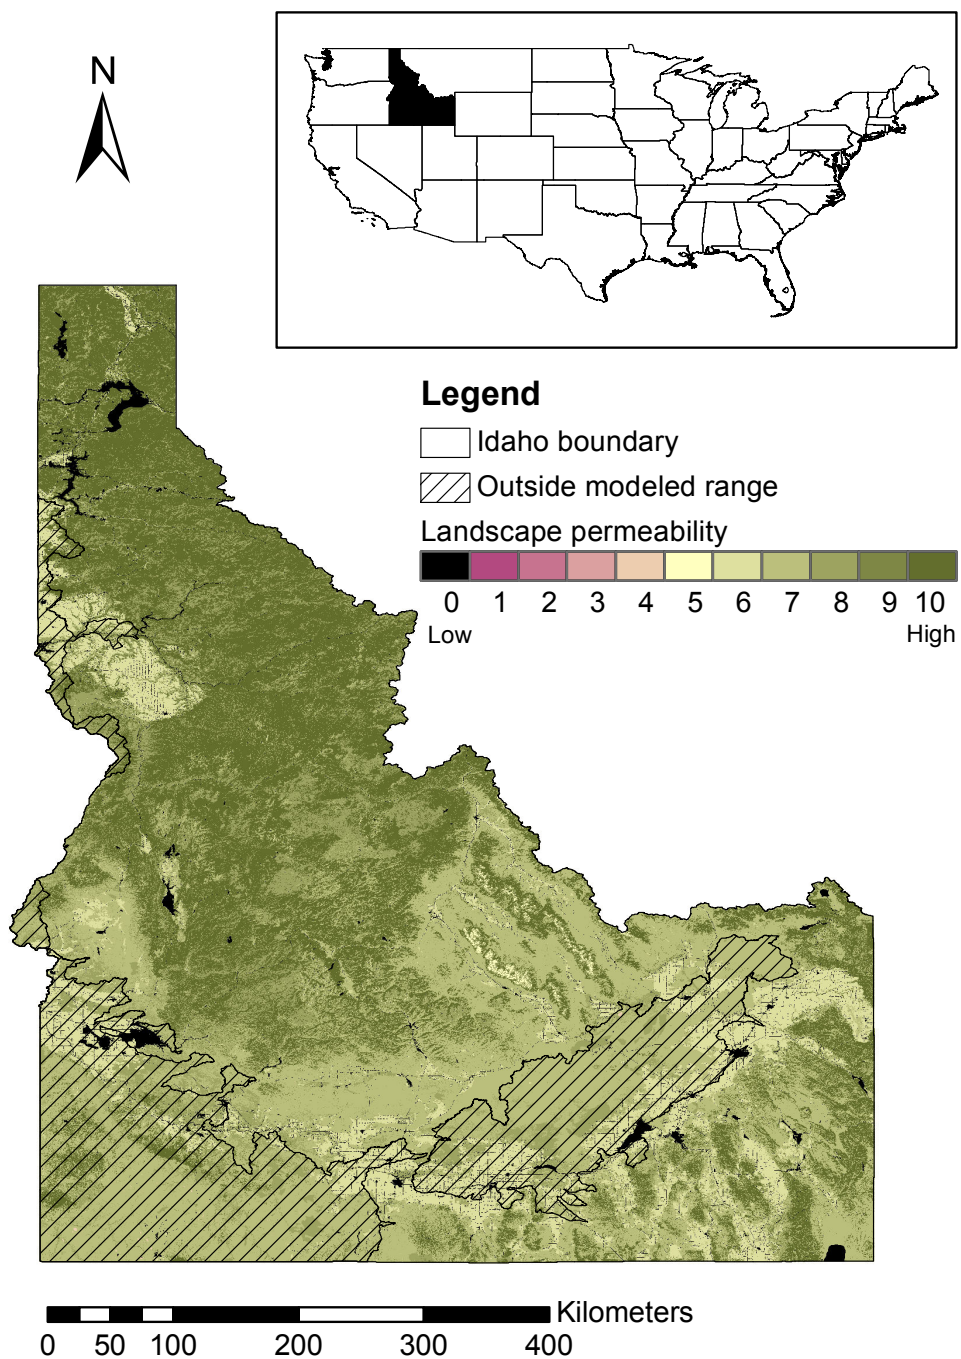 N
Legend
Idaho boundary
Outside modeled range
Landscape permeability
0 1 2 3 4 5 6 7 8 9 10
Low High
Kilometers
0 50 100 200 300 400